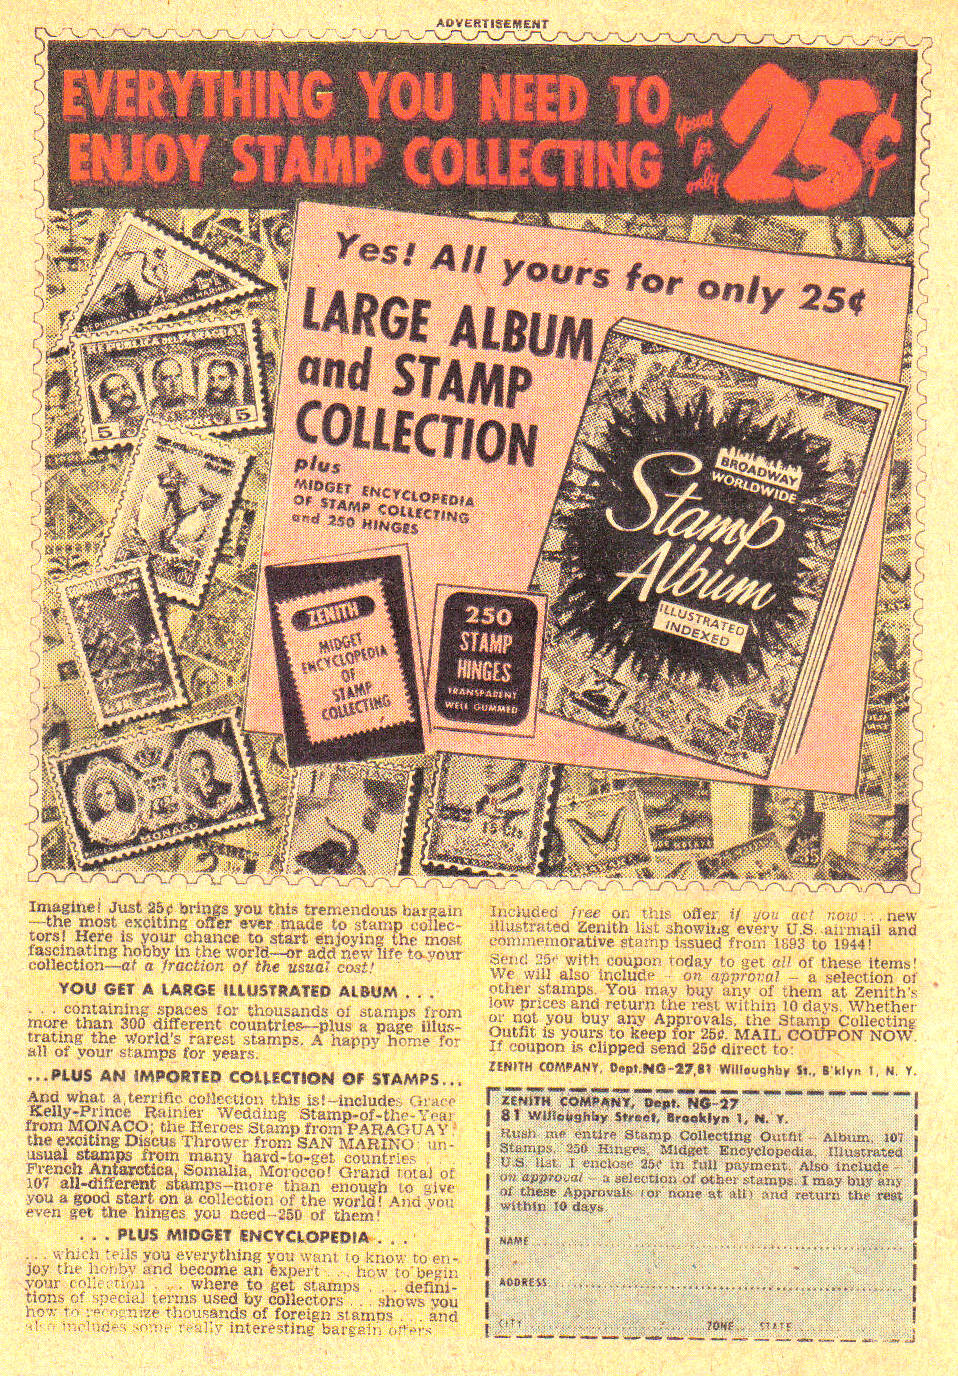 ADVERTISEMENT
EVERYTHING YOU NEED TO
ENJOY STAMP COLLECTING
yours
for
only
25¢
Yes! All yours for only 25¢
LARGE ALBUM
and STAMP
COLLECTION
plus
MIDGET ENCYCLOPEDIA
OF STAMP COLLECTING
and 250 HINGES
BROADWAY
WORLDWIDE
Stamp
Album
ILLUSTRATED
INDEXED
ZENITH
MIDGET
ENCYCLOPEDIA
OF
STAMP
COLLECTING
250
STAMP
HINGES
TRANSPARENT
WELL GUMMED
REPUBLICA DEL PARAGUAY
5
5
MONACO
1
15 Cts.
Imagine! Just 25¢ brings you this tremendous bargain
—the most exciting offer ever made to stamp collec-
tors! Here is your chance to start enjoying the most
fascinating hobby in the world—or add new life to your
collection—at a fraction of the usual cost!
YOU GET A LARGE ILLUSTRATED ALBUM . . .
. . . containing spaces for thousands of stamps from
more than 300 different countries—plus a page illus-
trating the world's rarest stamps. A happy home for
all of your stamps for years.
...PLUS AN IMPORTED COLLECTION OF STAMPS...
And what a terrific collection this is!—includes Grace
Kelly-Prince Rainier Wedding Stamp-of-the-Year
from MONACO; the Heroes Stamp from PARAGUAY;
the exciting Discus Thrower from SAN MARINO; un-
usual stamps from many hard-to-get countries
French Antarctica, Somalia, Morocco! Grand total of
107 all-different stamps—more than enough to give
you a good start on a collection of the world! And you
even get the hinges you need—250 of them!
. . . PLUS MIDGET ENCYCLOPEDIA . . .
. . . which tells you everything you want to know to en-
joy the hobby and become an expert . . . how to begin
your collection . . . where to get stamps . . . defini-
tions of special terms used by collectors . . . shows you
how to recognize thousands of foreign stamps . . . and
also includes some really interesting bargain offers
Included free on this offer if you act now . . . new
illustrated Zenith list showing every U.S. airmail and
commemorative stamp issued from 1893 to 1944!
Send 25¢ with coupon today to get all of these items!
We will also include — on approval — a selection of
other stamps. You may buy any of them at Zenith's
low prices and return the rest within 10 days. Whether
or not you buy any Approvals, the Stamp Collecting
Outfit is yours to keep for 25¢. MAIL COUPON NOW.
If coupon is clipped send 25¢ direct to:
ZENITH COMPANY, Dept. NG-27, 81 Willoughby St., B'klyn 1, N. Y.
ZENITH COMPANY, Dept. NG-27
81 Willoughby Street, Brooklyn 1, N. Y.
Rush me entire Stamp Collecting Outfit — Album, 107
Stamps, 250 Hinges, Midget Encyclopedia, Illustrated
U.S. list. I enclose 25¢ in full payment. Also include —
on approval — a selection of other stamps. I may buy any
of these Approvals (or none at all) and return the rest
within 10 days
NAME
ADDRESS
CITY ZONE STATE